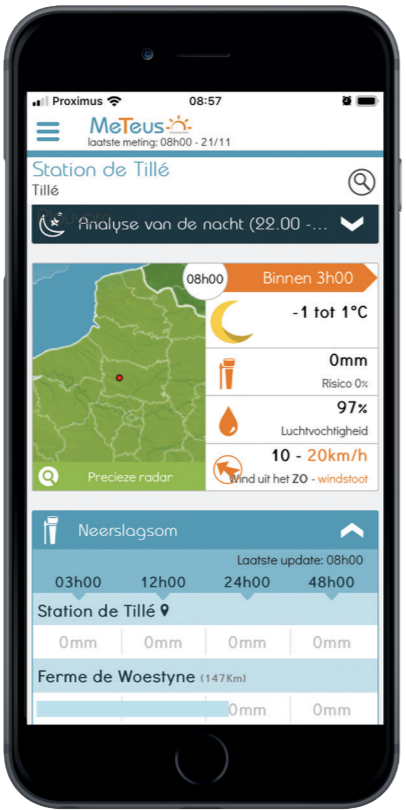 Proximus 08:57
MeTeus
laatste meting: 08h00 - 21/11
Station de Tillé
Tillé
Analyse van de nacht (22.00 -...
08h00 Binnen 3h00
-1 tot 1°C
0mm
Risico 0%
97%
Luchtvochtigheid
10 - 20km/h
Wind uit het ZO - windstoot
Precieze radar
Neerslagsom
Laatste update: 08h00
03h00 12h00 24h00 48h00
Station de Tillé
0mm 0mm 0mm 0mm
Ferme de Woestyne (147Km)
0mm 0mm